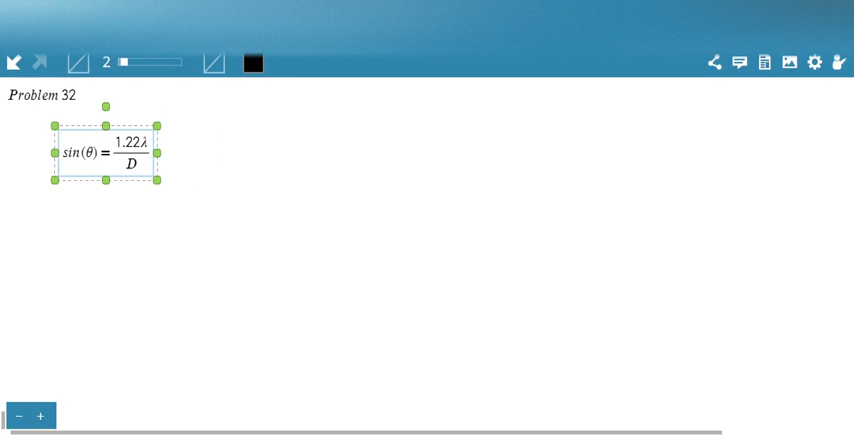 2
Problem 32
sin(θ) = 1.22λ / D
− +